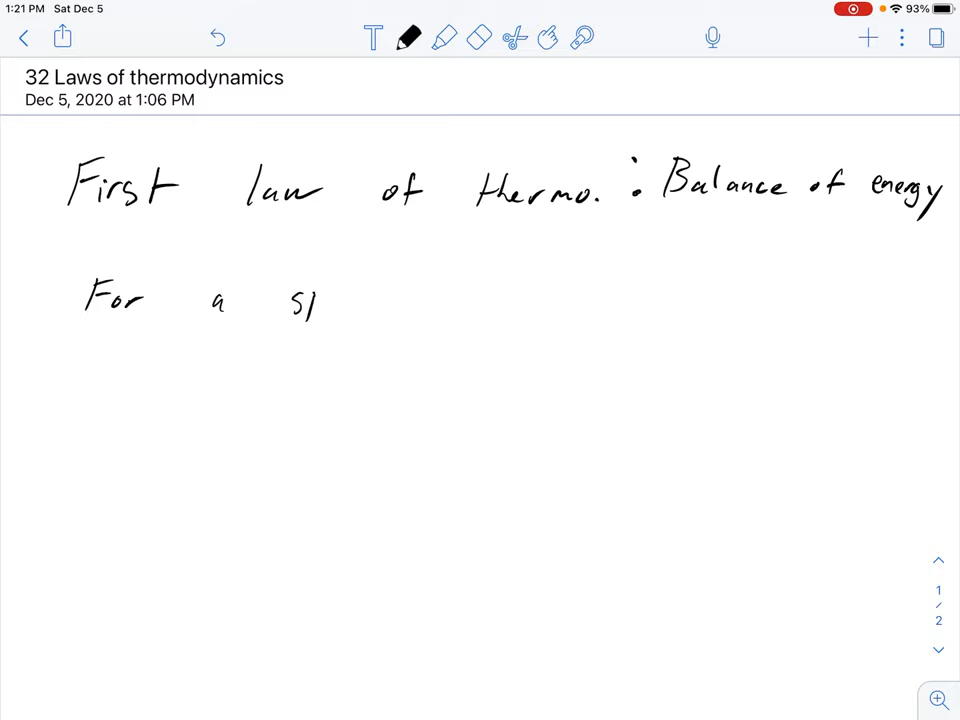 1:21 PM Sat Dec 5 93%
32 Laws of thermodynamics
Dec 5, 2020 at 1:06 PM
First law of thermo. : Balance of energy
For a
1
/
2